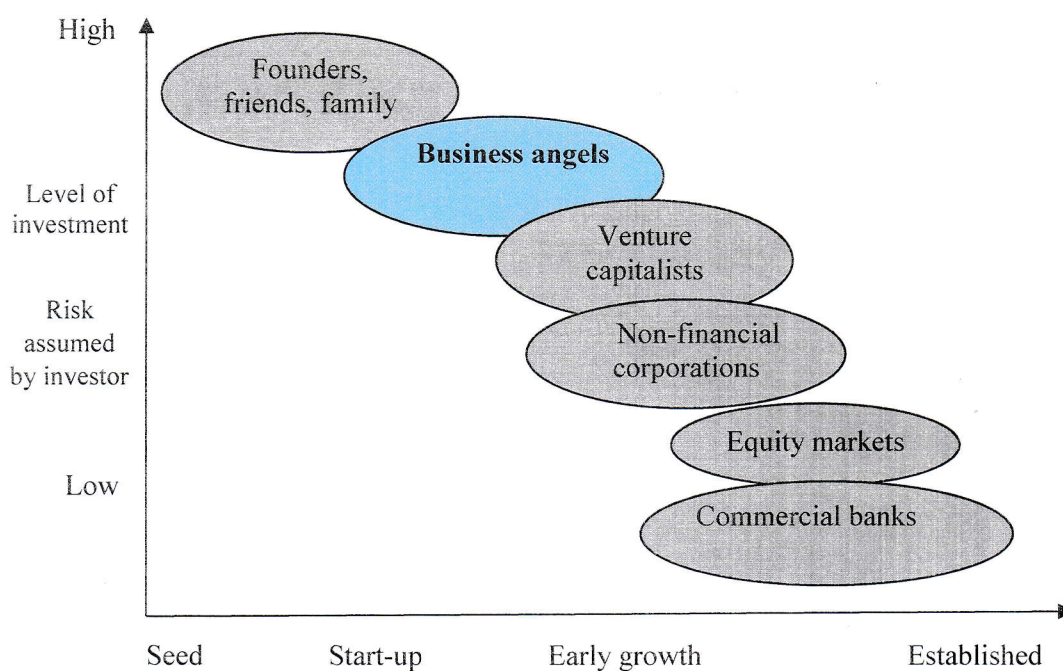 High
Founders,
friends, family
Business angels
Level of
investment
Venture
capitalists
Risk
assumed
by investor
Non-financial
corporations
Equity markets
Low
Commercial banks
Seed Start-up Early growth Established